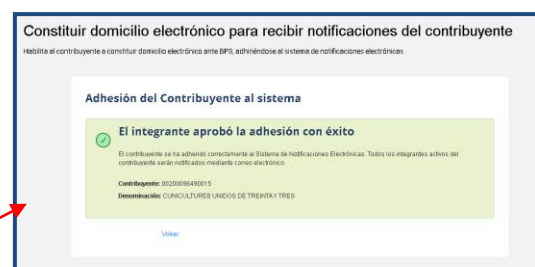 Constituir domicilio electrónico para recibir notificaciones del contribuyente
Habilita al contribuyente a constituir domicilio electrónico ante BPS, adhiriéndose al sistema de notificaciones electrónicas
Adhesión del Contribuyente al sistema
El integrante aprobó la adhesión con éxito
El contribuyente se ha adherido correctamente al Sistema de Notificaciones Electrónicas. Todos los integrantes activos del
contribuyente serán notificados mediante correo electrónico.
Contribuyente: 00200096490015
Denominación: CUNICULTURES UNIDOS DE TREINTA Y TRES
Volver